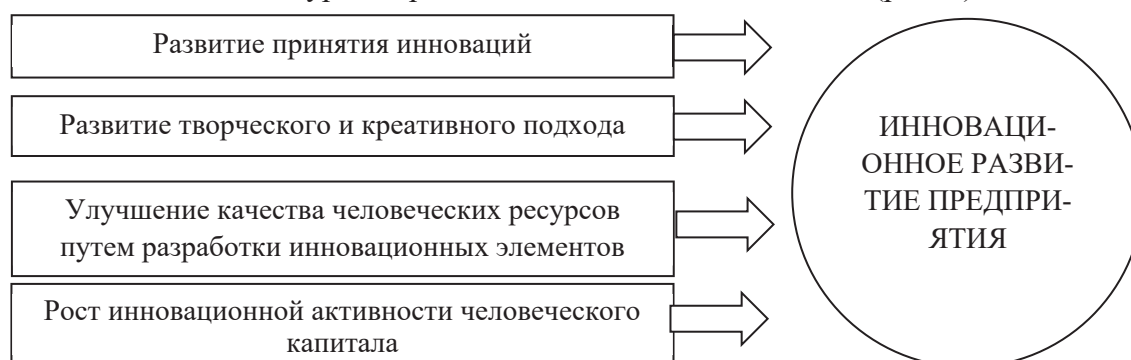 Развитие принятия инноваций
Развитие творческого и креативного подхода
Улучшение качества человеческих ресурсов
путем разработки инновационных элементов
Рост инновационной активности человеческого
капитала
ИННОВАЦИ-
ОННОЕ РАЗВИ-
ТИЕ ПРЕДПРИ-
ЯТИЯ